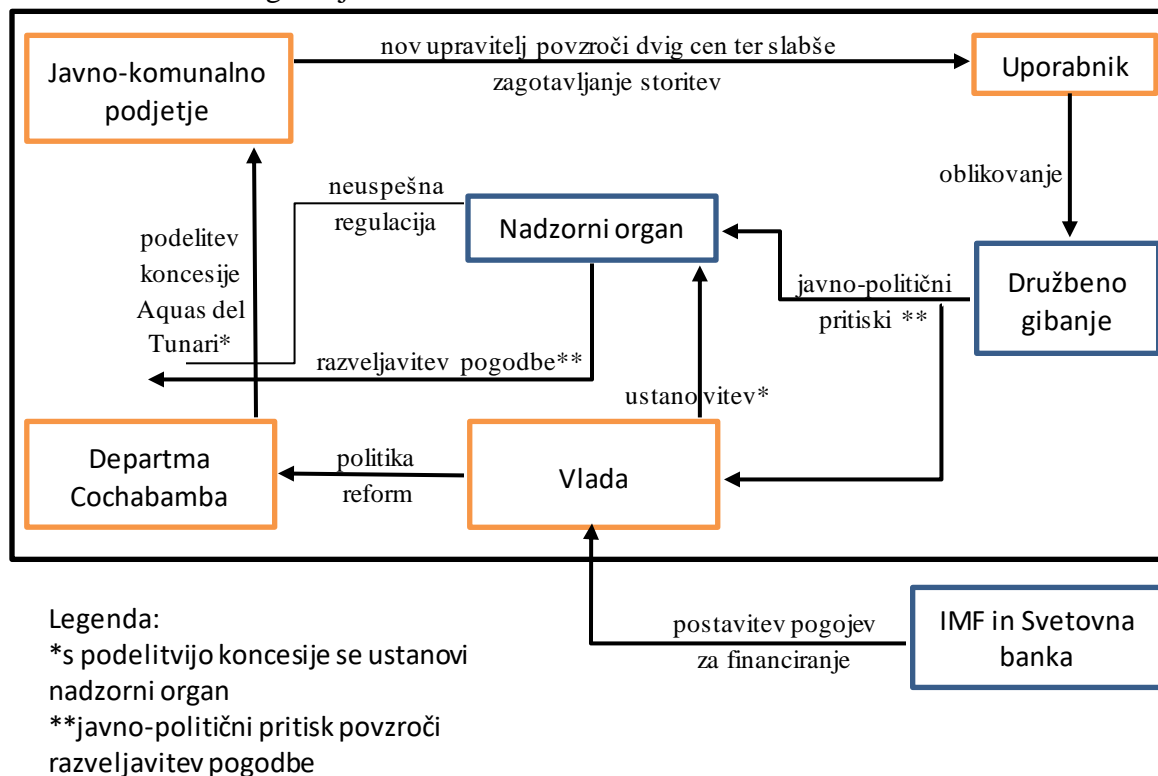 nov upravitelj povzroči dvig cen ter slabše
zagotavljanje storitev
Javno-komunalno
podjetje
Uporabnik
oblikovanje
neuspešna
regulacija
Nadzorni organ
podelitev
koncesije
Aquas del
Tunari*
javno-politični
pritiski **
Družbeno
gibanje
razveljavitev pogodbe**
ustanovitev*
Departma
Cochabamba
politika
reform
Vlada
postavitev pogojev
za financiranje
IMF in Svetovna
banka
Legenda:
*s podelitvijo koncesije se ustanovi
nadzorni organ
**javno-politični pritisk povzroči
razveljavitev pogodbe